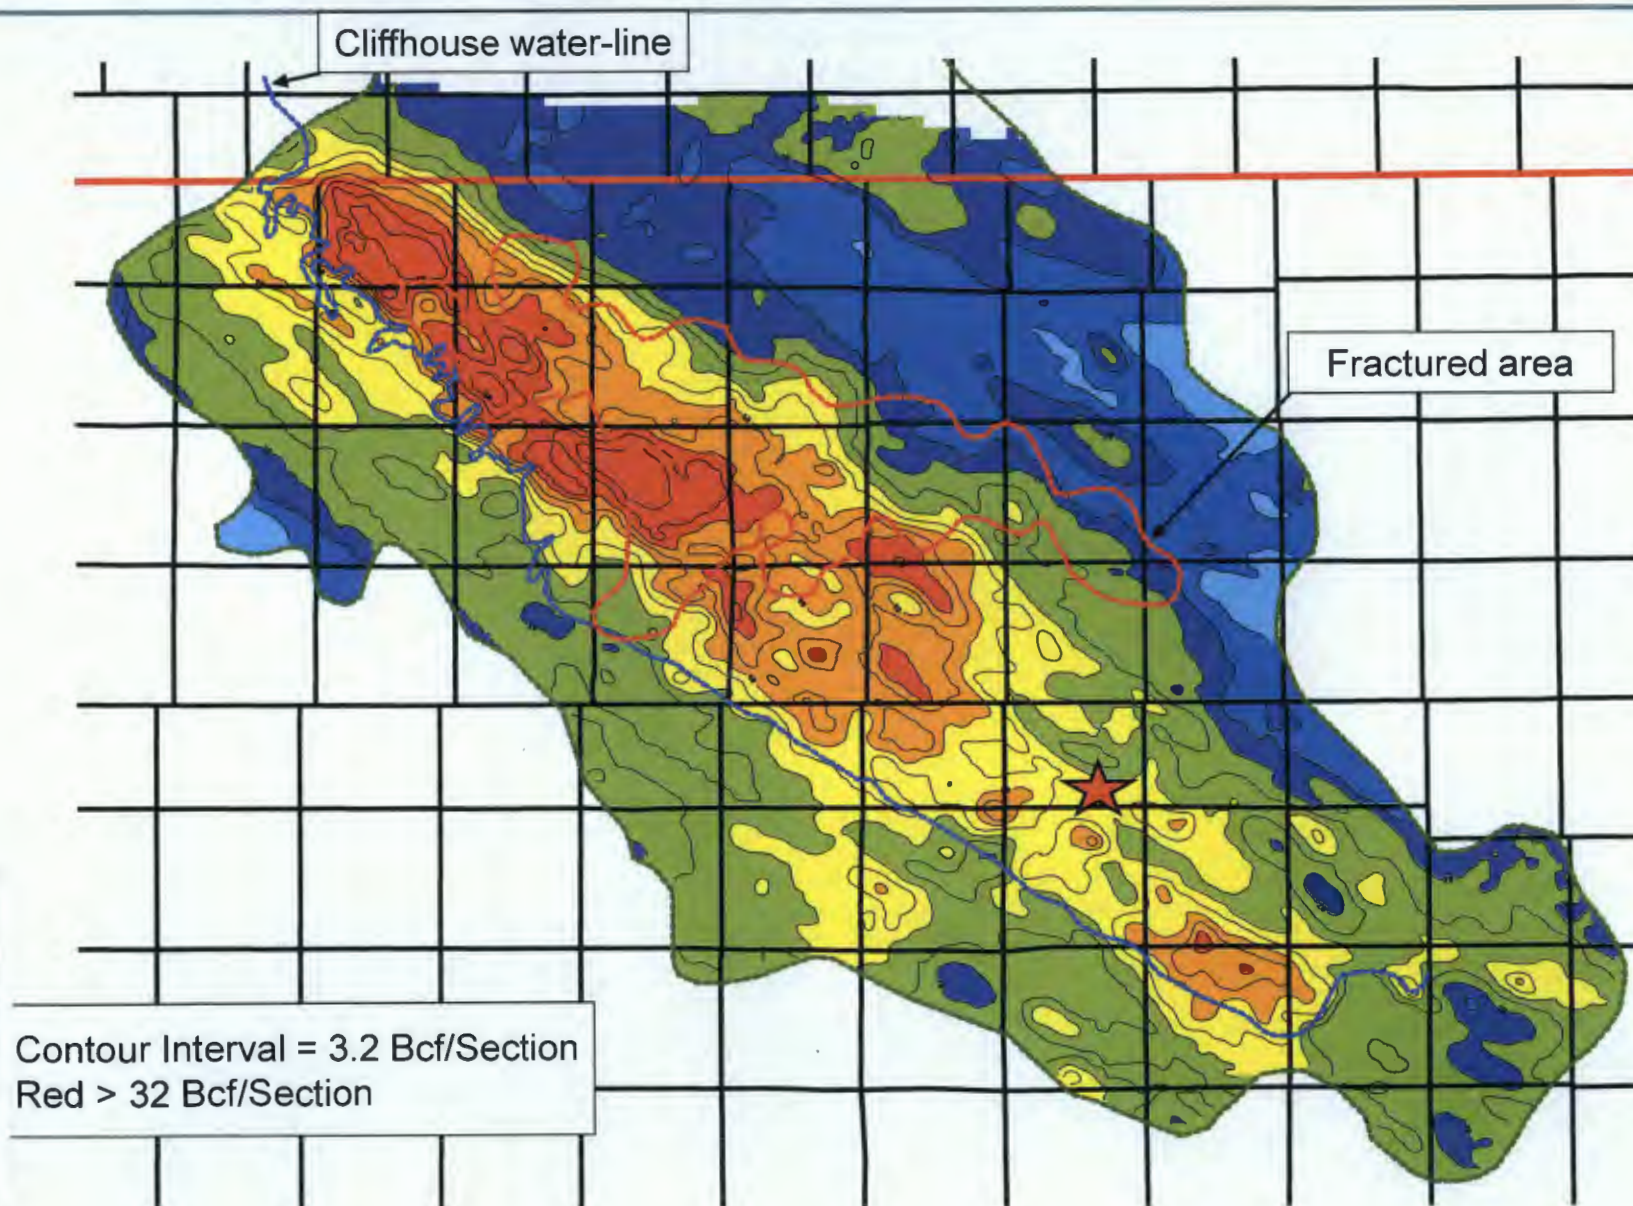 Cliffhouse water-line
Fractured area
Contour Interval = 3.2 Bcf/Section
Red > 32 Bcf/Section